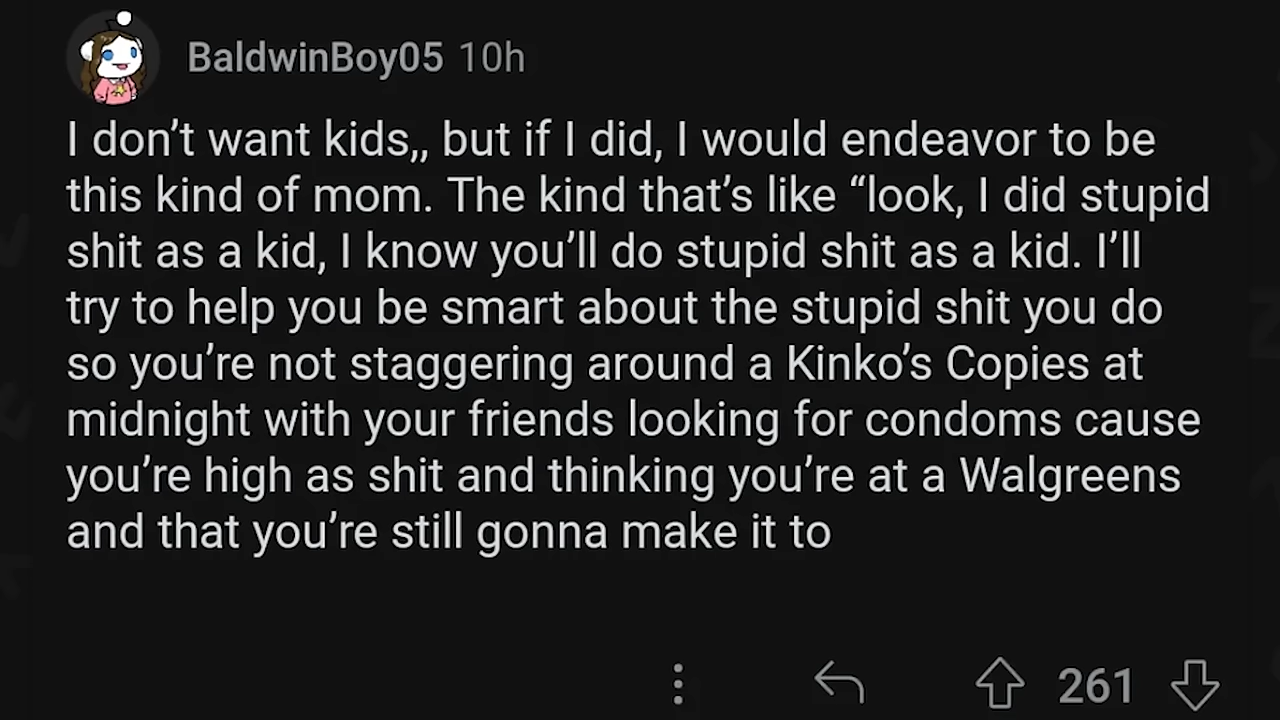 BaldwinBoy05 10h
I don’t want kids,, but if I did, I would endeavor to be
this kind of mom. The kind that’s like “look, I did stupid
shit as a kid, I know you’ll do stupid shit as a kid. I’ll
try to help you be smart about the stupid shit you do
so you’re not staggering around a Kinko’s Copies at
midnight with your friends looking for condoms cause
you’re high as shit and thinking you’re at a Walgreens
and that you’re still gonna make it to
261